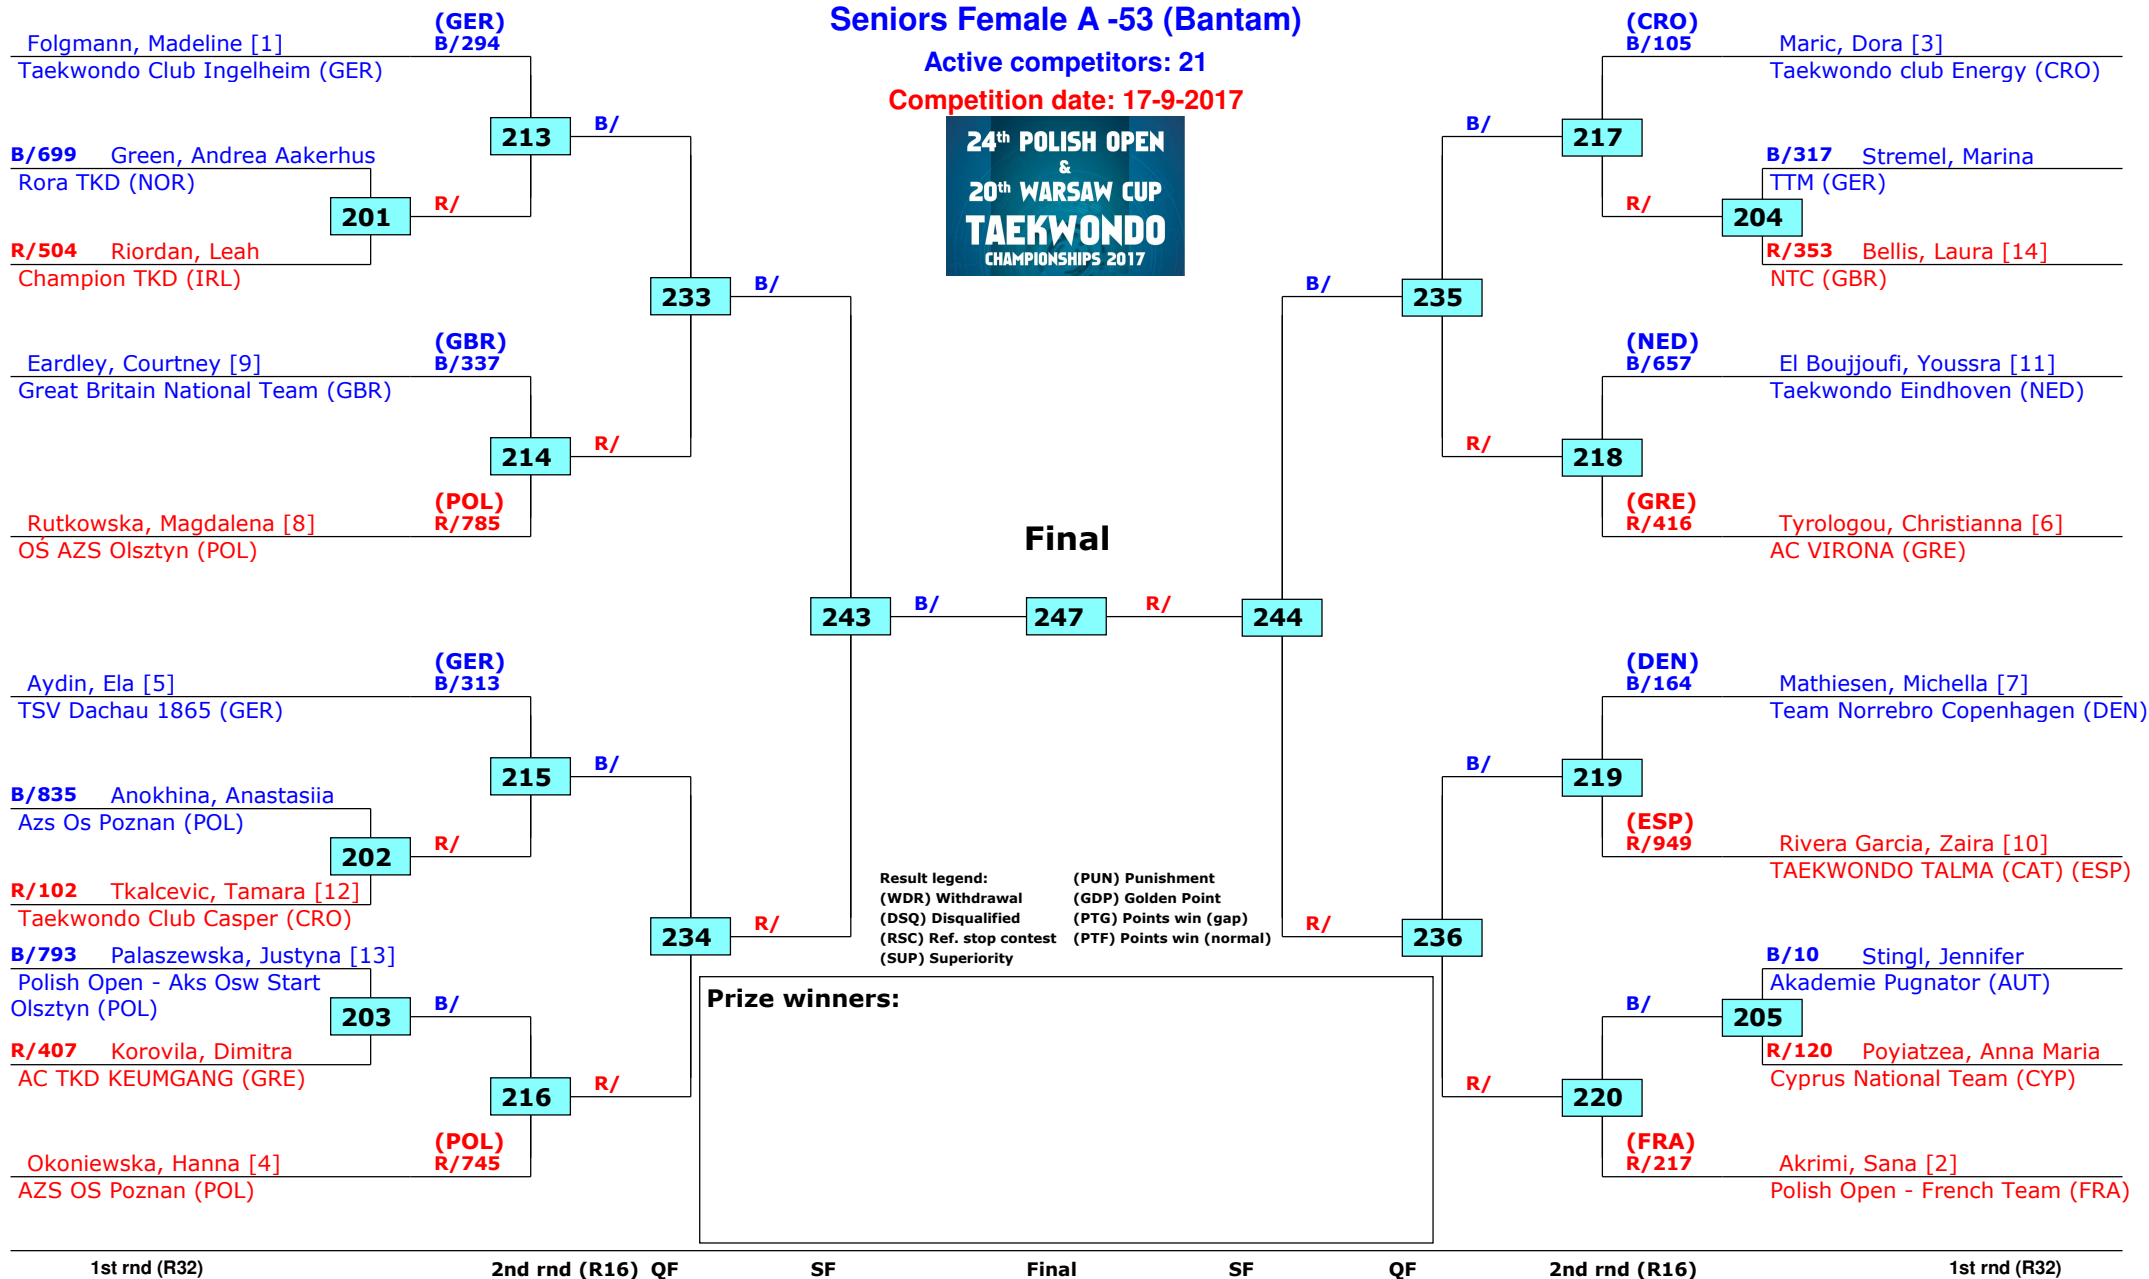 Seniors Female A -53 (Bantam)
Active competitors: 21
Competition date: 17-9-2017
24th POLISH OPEN
&
20th WARSAW CUP
TAEKWONDO
CHAMPIONSHIPS 2017
(GER)
Folgmann, Madeline [1] B/294
Taekwondo Club Ingelheim (GER)
213 B/
B/699 Green, Andrea Aakerhus
Rora TKD (NOR)
201 R/
R/504 Riordan, Leah
Champion TKD (IRL)
233 B/
(GBR)
Eardley, Courtney [9] B/337
Great Britain National Team (GBR)
214 R/
(POL)
Rutkowska, Magdalena [8] R/785
OŚ AZS Olsztyn (POL)
243 B/
(GER)
Aydin, Ela [5] B/313
TSV Dachau 1865 (GER)
215 B/
B/835 Anokhina, Anastasiia
Azs Os Poznan (POL)
202 R/
R/102 Tkalcevic, Tamara [12]
Taekwondo Club Casper (CRO)
234 R/
B/793 Palaszewska, Justyna [13]
Polish Open - Aks Osw Start
Olsztyn (POL)
203 B/
R/407 Korovila, Dimitra
AC TKD KEUMGANG (GRE)
216 R/
(POL)
Okoniewska, Hanna [4] R/745
AZS OS Poznan (POL)
Final
247
(CRO)
B/105 Maric, Dora [3]
Taekwondo club Energy (CRO)
B/ 217
B/317 Stremel, Marina
TTM (GER)
R/ 204
R/353 Bellis, Laura [14]
NTC (GBR)
B/ 235
(NED)
B/657 El Boujjoufi, Youssra [11]
Taekwondo Eindhoven (NED)
R/ 218
(GRE)
R/416 Tyrologou, Christianna [6]
AC VIRONA (GRE)
R/ 244
(DEN)
B/164 Mathiesen, Michella [7]
Team Norrebro Copenhagen (DEN)
B/ 219
(ESP)
R/949 Rivera Garcia, Zaira [10]
TAEKWONDO TALMA (CAT) (ESP)
R/ 236
B/10 Stingl, Jennifer
Akademie Pugnator (AUT)
B/ 205
R/120 Poyiatzea, Anna Maria
Cyprus National Team (CYP)
R/ 220
(FRA)
R/217 Akrimi, Sana [2]
Polish Open - French Team (FRA)
Result legend: (PUN) Punishment
(WDR) Withdrawal (GDP) Golden Point
(DSQ) Disqualified (PTG) Points win (gap)
(RSC) Ref. stop contest (PTF) Points win (normal)
(SUP) Superiority
Prize winners:
1st rnd (R32) 2nd rnd (R16) QF SF Final SF QF 2nd rnd (R16) 1st rnd (R32)